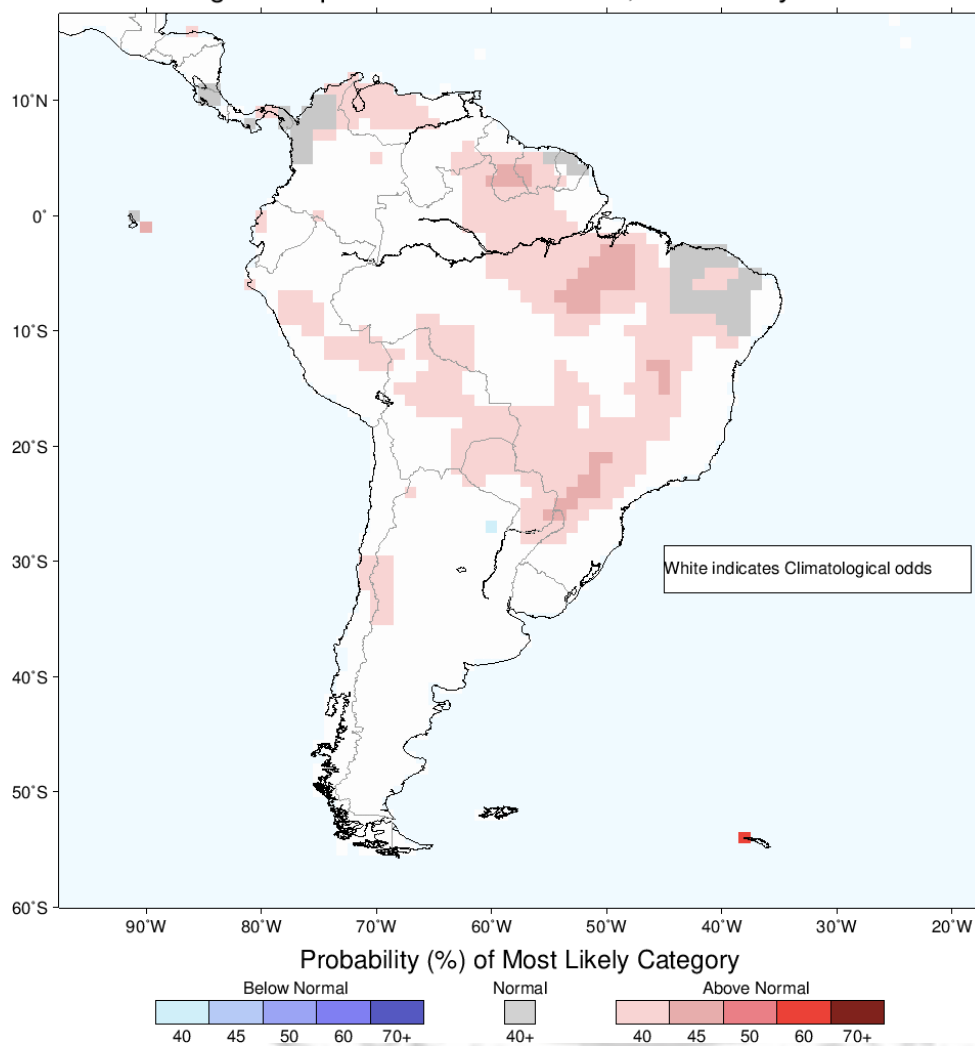 10˚N
0˚
10˚S
20˚S
30˚S
White indicates Climatological odds
40˚S
50˚S
60˚S
90˚W 80˚W 70˚W 60˚W 50˚W 40˚W 30˚W 20˚W
Probability (%) of Most Likely Category
Below Normal Normal Above Normal
40 45 50 60 70+ 40+ 40 45 50 60 70+